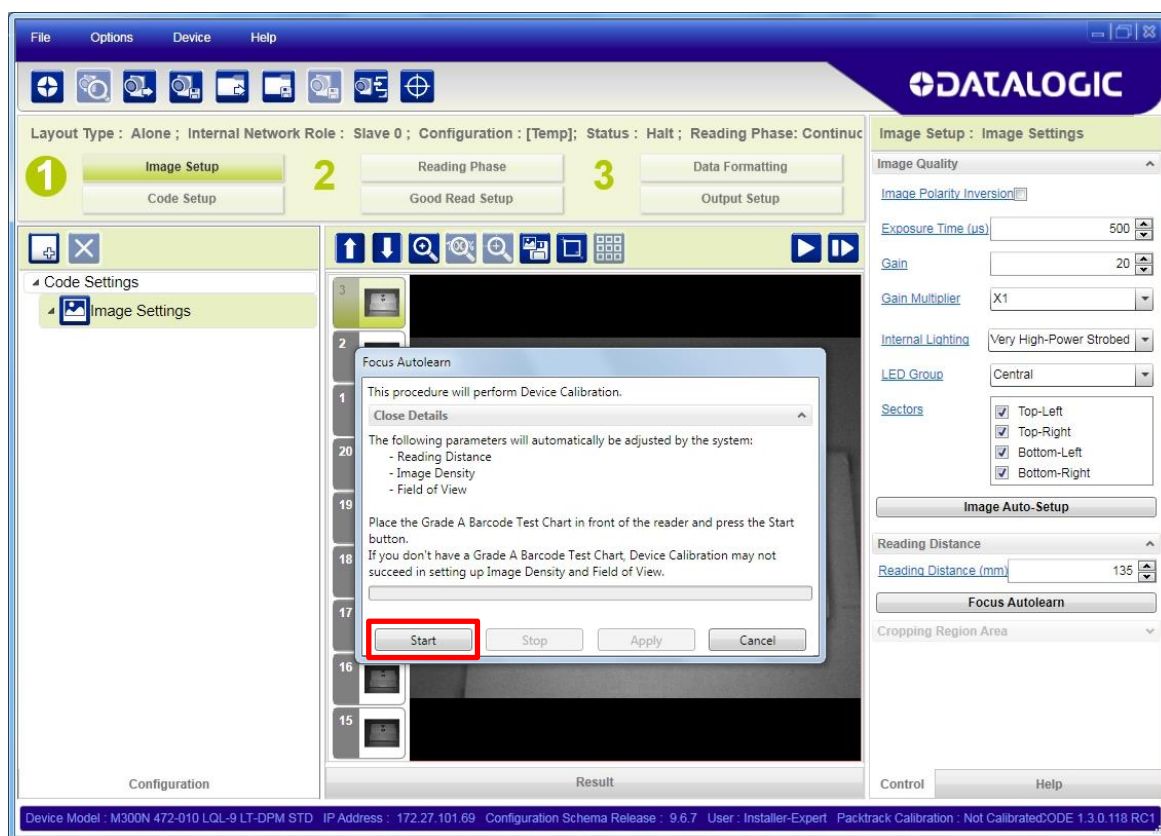 File Options Device Help
DATALOGIC
Layout Type : Alone ; Internal Network Role : Slave 0 ; Configuration : [Temp]; Status : Halt ; Reading Phase: Continuc
1 Image Setup 2 Reading Phase 3 Data Formatting
Code Setup Good Read Setup Output Setup
Image Setup : Image Settings
Image Quality
Image Polarity Inversion
Exposure Time (µs) 500
Gain 20
Gain Multiplier X1
Internal Lighting Very High-Power Strobed
LED Group Central
Sectors Top-Left
Top-Right
Bottom-Left
Bottom-Right
Image Auto-Setup
Reading Distance
Reading Distance (mm) 135
Focus Autolearn
Cropping Region Area
Control Help
Code Settings
Image Settings
Configuration
100%
3
2
1
20
19
18
17
16
15
Focus Autolearn
This procedure will perform Device Calibration.
Close Details
The following parameters will automatically be adjusted by the system:
- Reading Distance
- Image Density
- Field of View
Place the Grade A Barcode Test Chart in front of the reader and press the Start
button.
If you don't have a Grade A Barcode Test Chart, Device Calibration may not
succeed in setting up Image Density and Field of View.
Start Stop Apply Cancel
Result
Device Model : M300N 472-010 LQL-9 LT-DPM STD IP Address : 172.27.101.69 Configuration Schema Release : 9.6.7 User : Installer-Expert Packtrack Calibration : Not Calibrated CODE 1.3.0.118 RC1